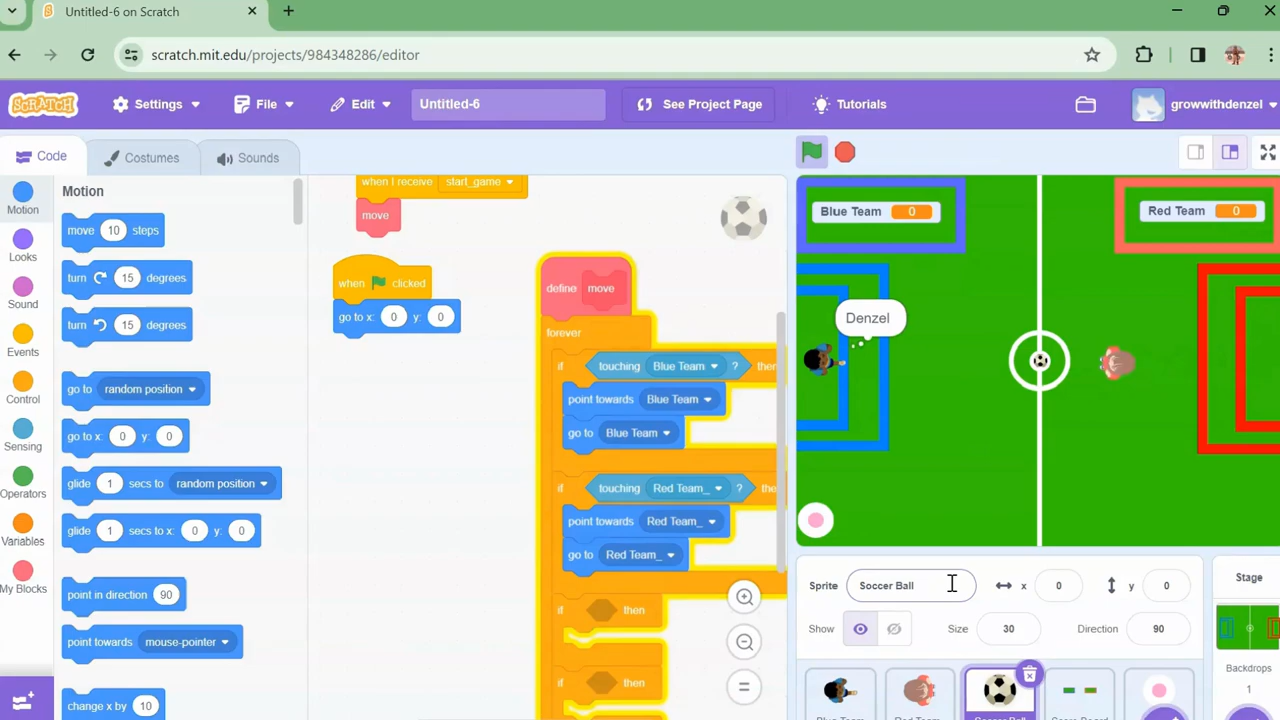 Untitled-6 on Scratch
scratch.mit.edu/projects/984348286/editor
SCRATCH Settings File Edit Untitled-6 See Project Page Tutorials growwithdenzel
Code Costumes Sounds
Motion
Looks
Sound
Events
Control
Sensing
Operators
Variables
My Blocks
Motion
move 10 steps
turn 15 degrees
turn 15 degrees
go to random position
go to x: 0 y: 0
glide 1 secs to random position
glide 1 secs to x: 0 y: 0
point in direction 90
point towards mouse-pointer
change x by 10
when I receive start_game
move
when clicked
go to x: 0 y: 0
define move
forever
if touching Blue Team ? then
point towards Blue Team
go to Blue Team
if touching Red Team_ ? the
point towards Red Team_
go to Red Team_
if then
if then
Blue Team 0
Red Team 0
Denzel
Sprite Soccer Ball x 0 y 0
Show Size 30 Direction 90
Stage
Backdrops
1